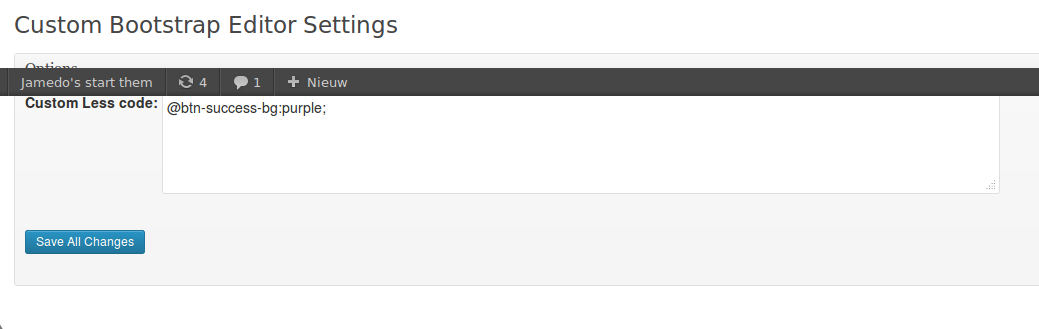 Custom Bootstrap Editor Settings
Options
Jamedo's start them 4 1 Nieuw
Custom Less code: @btn-success-bg:purple;
Save All Changes